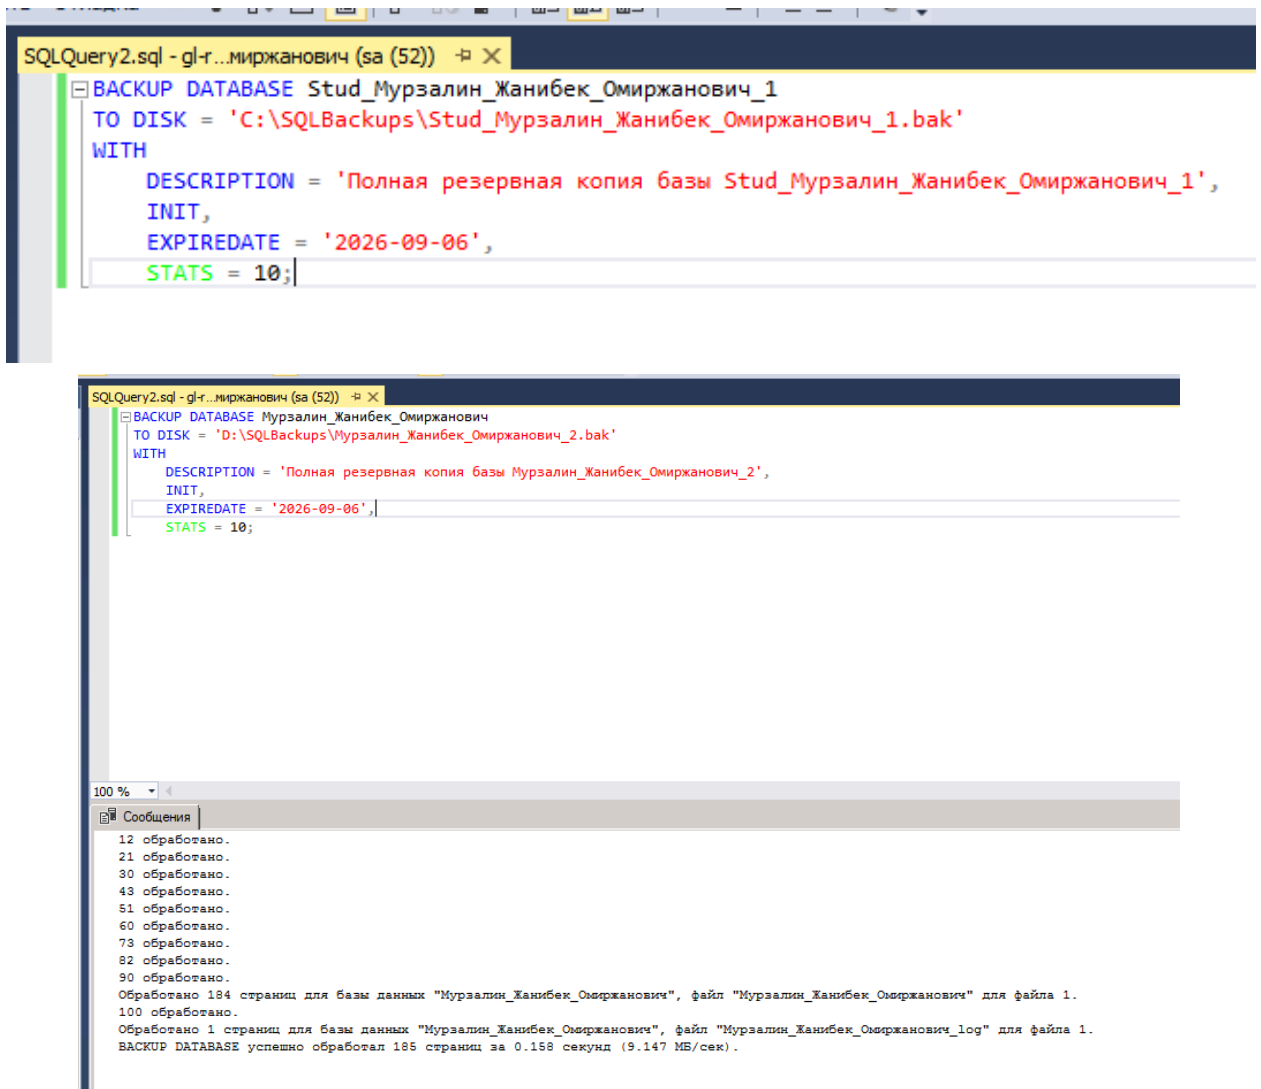 SQLQuery2.sql - gl-r...миржанович (sa (52))
BACKUP DATABASE Stud_Мурзалин_Жанибек_Омиржанович_1
TO DISK = 'C:\SQLBackups\Stud_Мурзалин_Жанибек_Омиржанович_1.bak'
WITH
DESCRIPTION = 'Полная резервная копия базы Stud_Мурзалин_Жанибек_Омиржанович_1',
INIT,
EXPIREDATE = '2026-09-06',
STATS = 10;
SQLQuery2.sql - gl-r...миржанович (sa (52))
BACKUP DATABASE Мурзалин_Жанибек_Омиржанович
TO DISK = 'D:\SQLBackups\Мурзалин_Жанибек_Омиржанович_2.bak'
WITH
DESCRIPTION = 'Полная резервная копия базы Мурзалин_Жанибек_Омиржанович_2',
INIT,
EXPIREDATE = '2026-09-06',
STATS = 10;
100 %
Сообщения
12 обработано.
21 обработано.
30 обработано.
43 обработано.
51 обработано.
60 обработано.
73 обработано.
82 обработано.
90 обработано.
Обработано 184 страниц для базы данных "Мурзалин_Жанибек_Омиржанович", файл "Мурзалин_Жанибек_Омиржанович" для файла 1.
100 обработано.
Обработано 1 страниц для базы данных "Мурзалин_Жанибек_Омиржанович", файл "Мурзалин_Жанибек_Омиржанович_log" для файла 1.
BACKUP DATABASE успешно обработал 185 страниц за 0.158 секунд (9.147 МБ/сек).